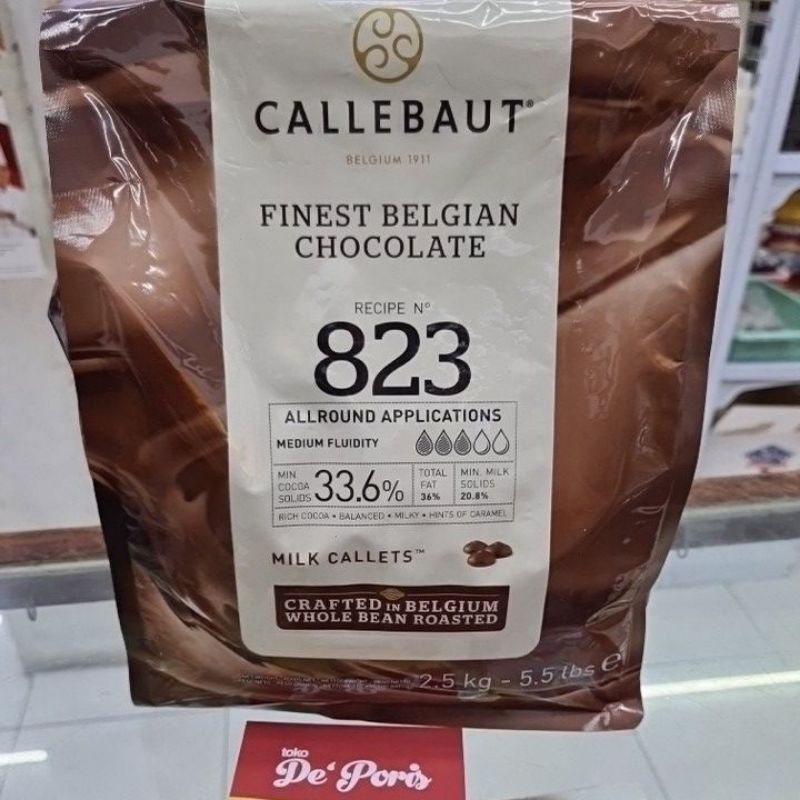 CALLEBAUT®
BELGIUM 1911
FINEST BELGIAN
CHOCOLATE
RECIPE N°
823
ALLROUND APPLICATIONS
MEDIUM FLUIDITY
MIN. COCOA SOLIDS 33.6%
TOTAL FAT 36%
MIN. MILK SOLIDS 20.8%
RICH COCOA • BALANCED • MILKY • HINTS OF CARAMEL
MILK CALLETS™
CRAFTED IN BELGIUM
WHOLE BEAN ROASTED
2.5 kg - 5.5 lbs e
toko
De'Poris